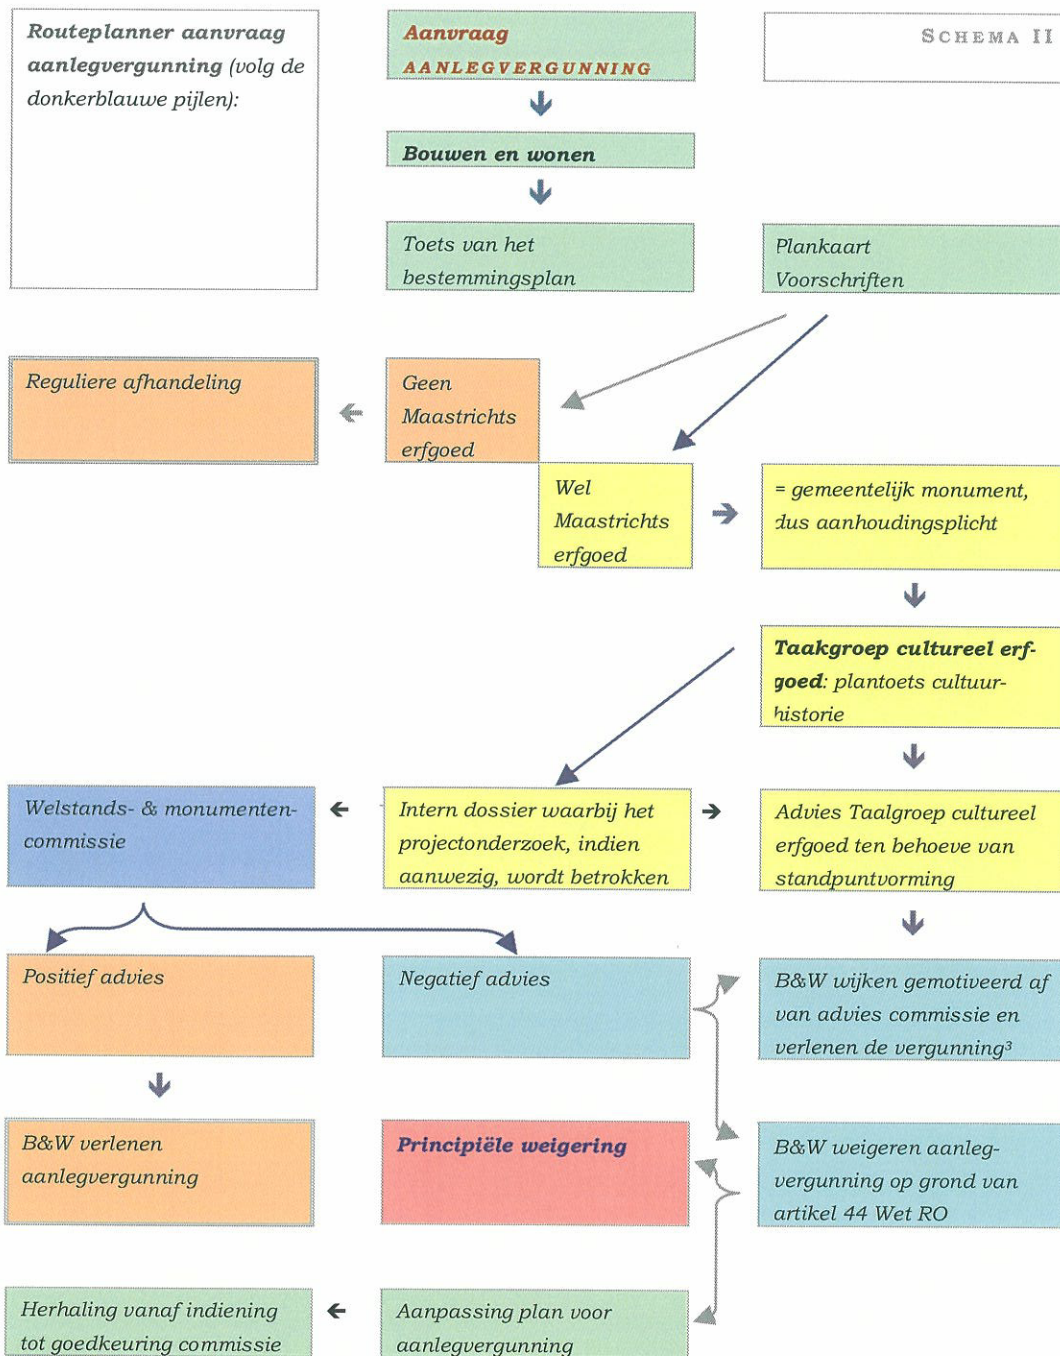 Routeplanner aanvraag
aanlegvergunning (volg de
donkerblauwe pijlen):
Aanvraag
AANLEGVERGUNNING
SCHEMA II
Bouwen en wonen
Toets van het
bestemmingsplan
Plankaart
Voorschriften
Reguliere afhandeling
Geen
Maastrichts
erfgoed
Wel
Maastrichts
erfgoed
= gemeentelijk monument,
dus aanhoudingsplicht
Taakgroep cultureel erf-
goed: plantoets cultuur-
historie
Welstands- & monumenten-
commissie
Intern dossier waarbij het
projectonderzoek, indien
aanwezig, wordt betrokken
Advies Taalgroep cultureel
erfgoed ten behoeve van
standpuntvorming
Positief advies
Negatief advies
B&W wijken gemotiveerd af
van advies commissie en
verlenen de vergunning³
B&W verlenen
aanlegvergunning
Principiële weigering
B&W weigeren aanleg-
vergunning op grond van
artikel 44 Wet RO
Herhaling vanaf indiening
tot goedkeuring commissie
Aanpassing plan voor
aanlegvergunning